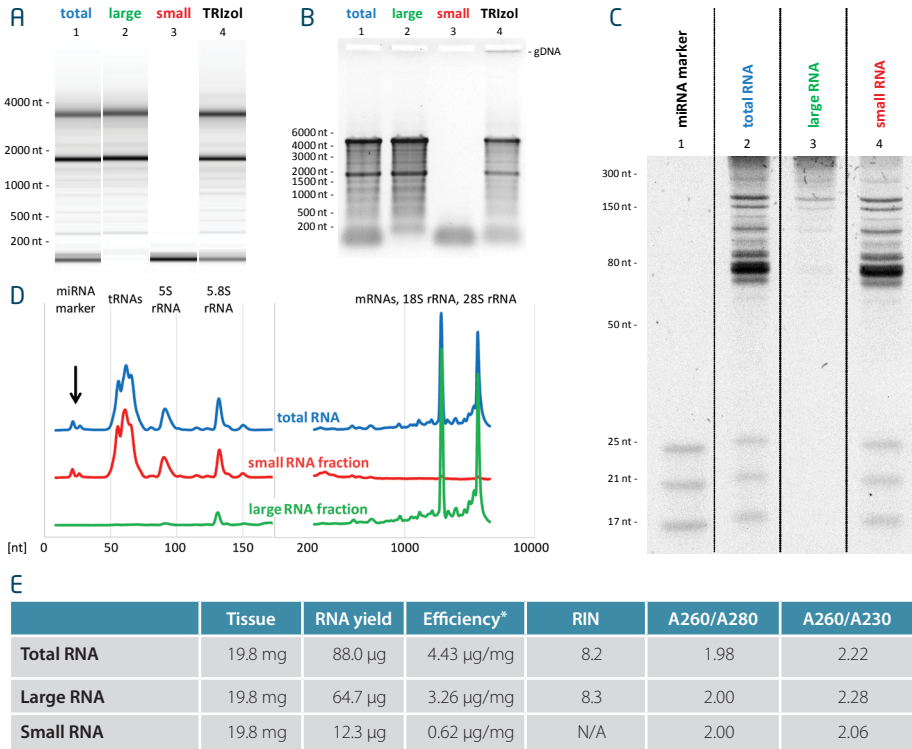 A
total large small TRIzol
1 2 3 4
4000 nt -
2000 nt -
1000 nt -
500 nt -
200 nt -
B
total large small TRIzol
1 2 3 4
- gDNA
6000 nt -
4000 nt -
2000 nt -
1500 nt -
1000 nt -
500 nt -
200 nt -
C
miRNA marker
total RNA
large RNA
small RNA
1 2 3 4
300 nt -
150 nt -
80 nt -
50 nt -
25 nt -
21 nt -
17 nt -
D
miRNA marker
tRNAs
5S rRNA
5.8S rRNA
mRNAs, 18S rRNA, 28S rRNA
total RNA
small RNA fraction
large RNA fraction
[nt] 0 50 100 150 200 1000 10000
E
Tissue RNA yield Efficiency* RIN A260/A280 A260/A230
Total RNA 19.8 mg 88.0 µg 4.43 µg/mg 8.2 1.98 2.22
Large RNA 19.8 mg 64.7 µg 3.26 µg/mg 8.3 2.00 2.28
Small RNA 19.8 mg 12.3 µg 0.62 µg/mg N/A 2.00 2.06